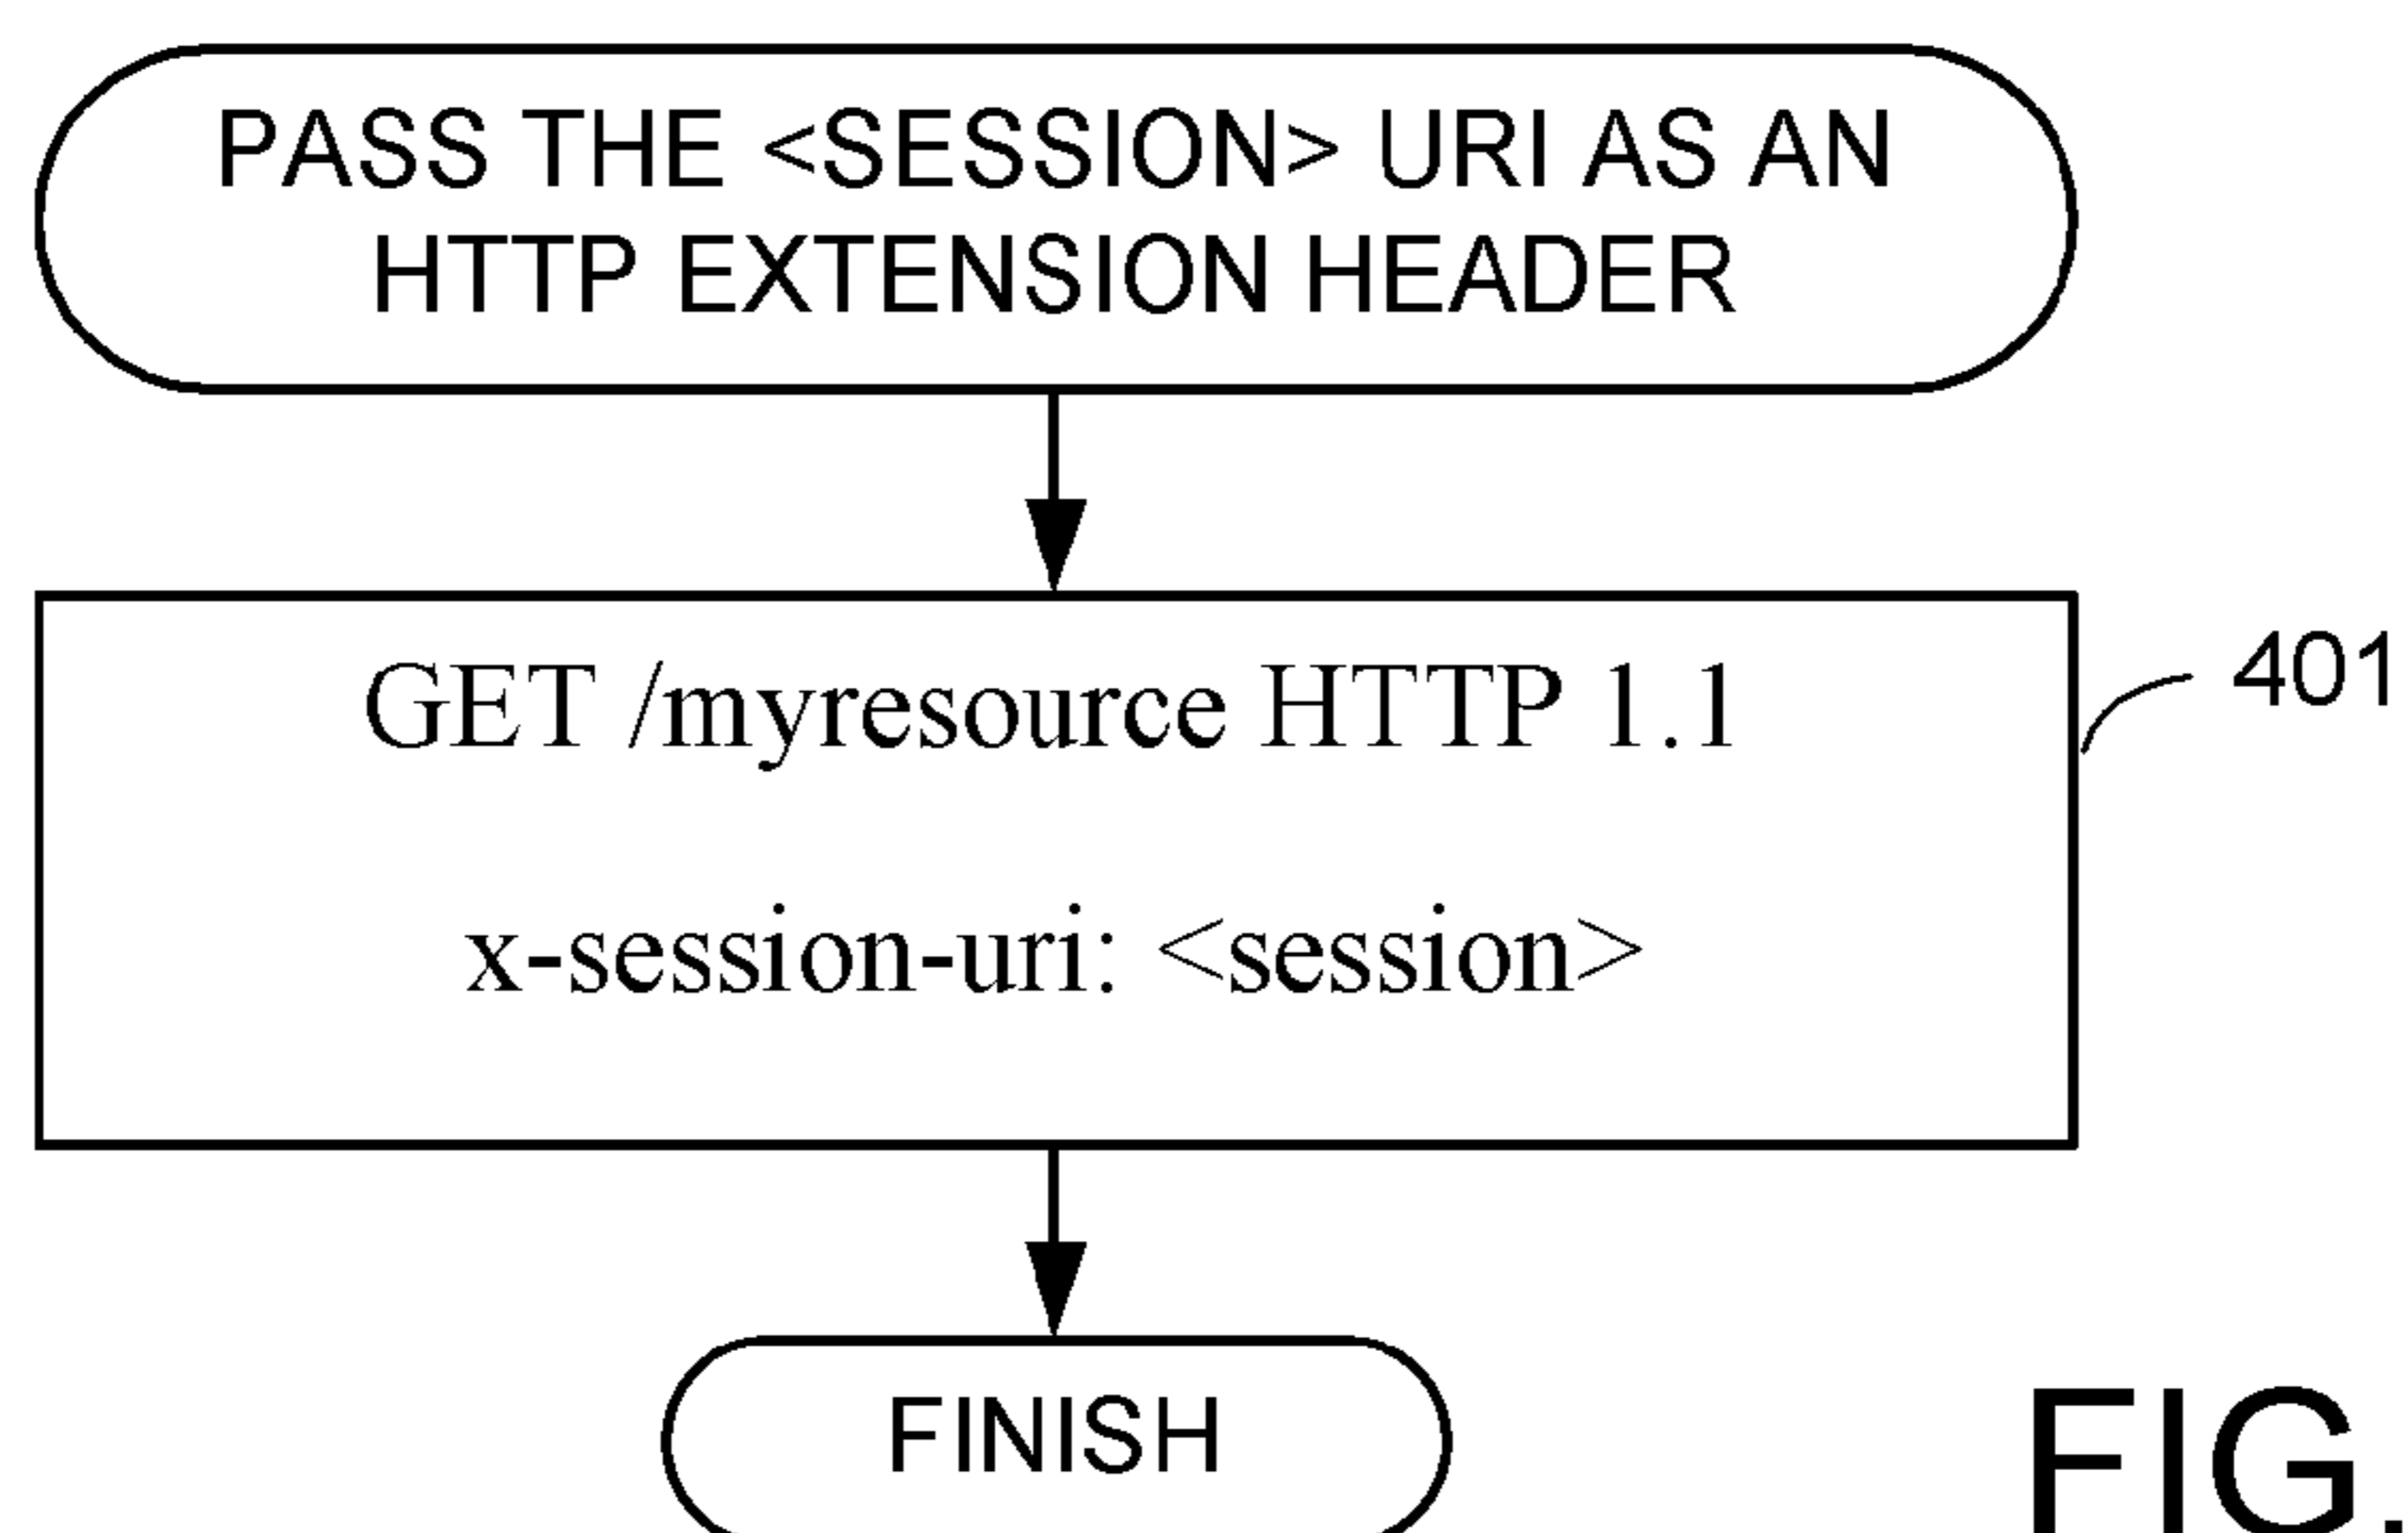 PASS THE <SESSION> URI AS AN
HTTP EXTENSION HEADER
GET /myresource HTTP 1.1
401
x-session-uri: <session>
FINISH
FIG.